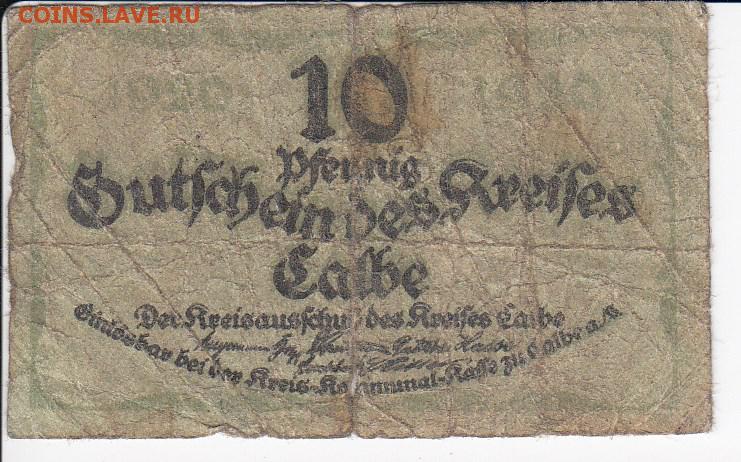 COINS.LAVE.RU
10
Pfennig
Gutschein des Kreises
Calbe
Der Kreisausschuß des Kreises Calbe
Einlösbar bei der Kreis-Kommunal-Kasse zu Calbe a/S.